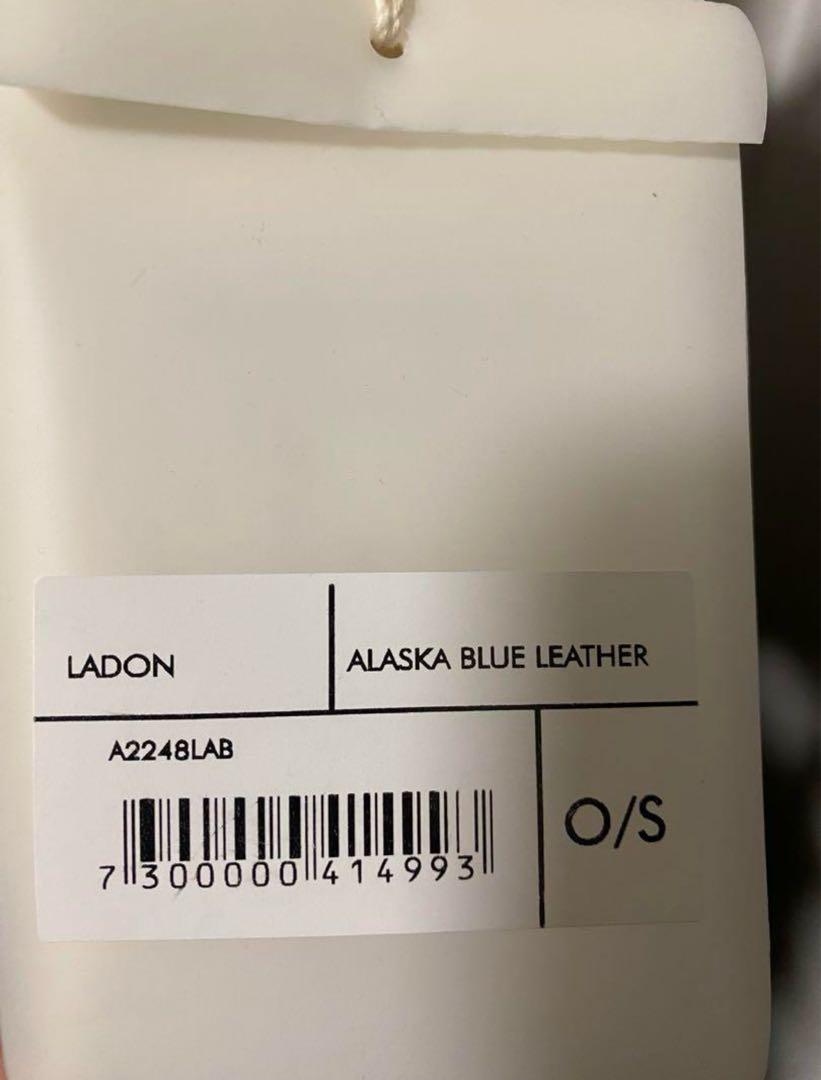 LADON
ALASKA BLUE LEATHER
A2248LAB
O/S
7 300000 414993